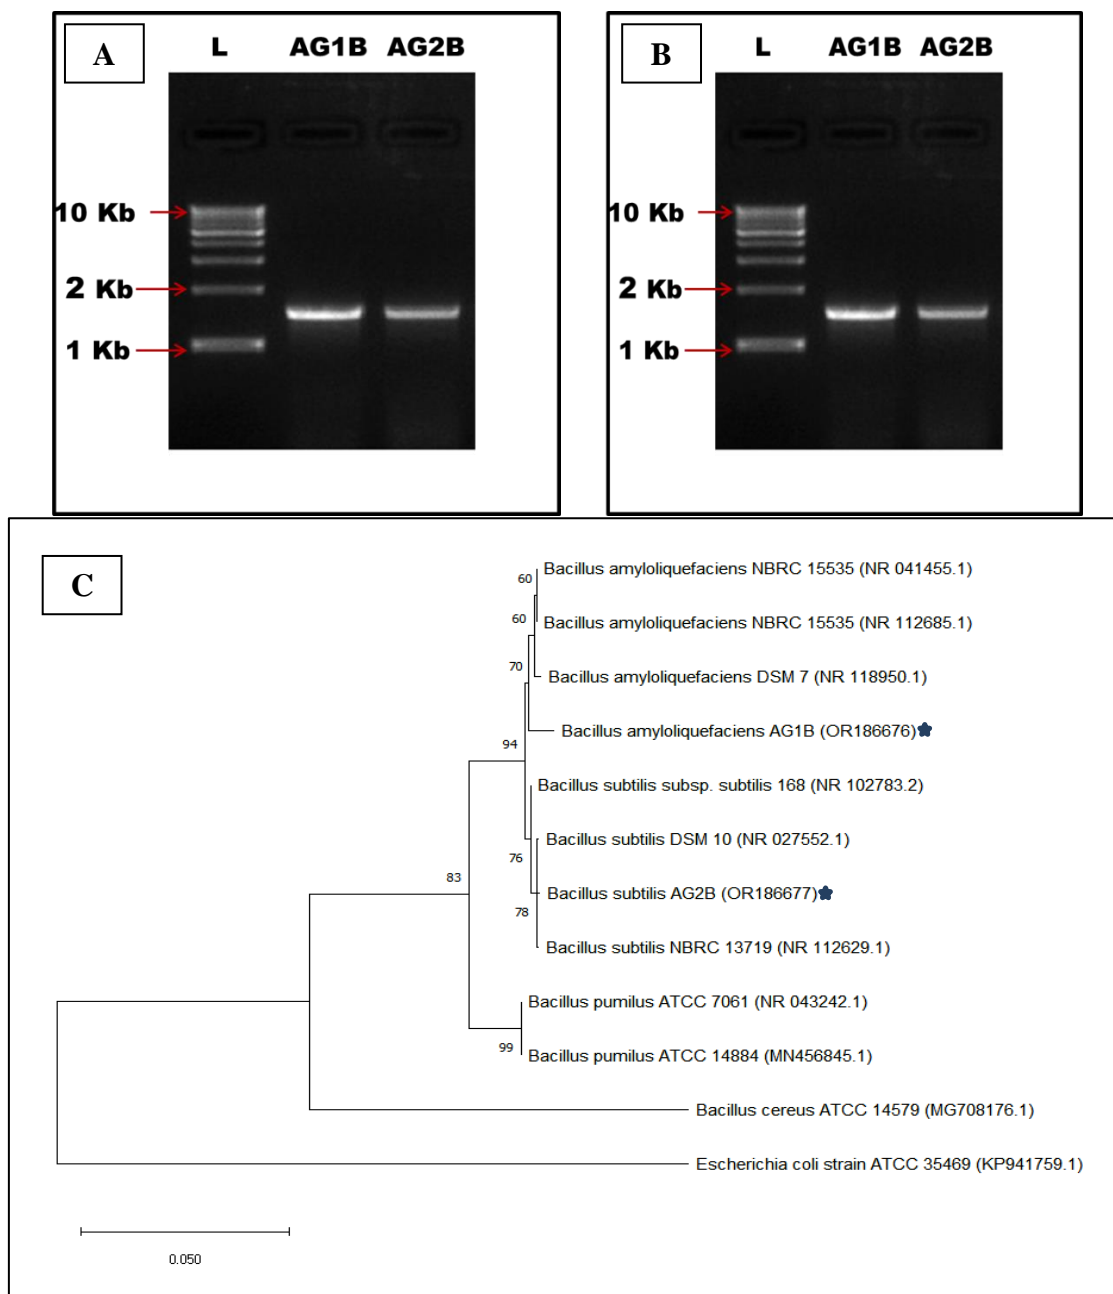 A
L AG1B AG2B
10 Kb
2 Kb
1 Kb
B
L AG1B AG2B
10 Kb
2 Kb
1 Kb
C
Bacillus amyloliquefaciens NBRC 15535 (NR 041455.1)
60
Bacillus amyloliquefaciens NBRC 15535 (NR 112685.1)
60
70
Bacillus amyloliquefaciens DSM 7 (NR 118950.1)
Bacillus amyloliquefaciens AG1B (OR186676)
94
Bacillus subtilis subsp. subtilis 168 (NR 102783.2)
Bacillus subtilis DSM 10 (NR 027552.1)
76
83
Bacillus subtilis AG2B (OR186677)
78
Bacillus subtilis NBRC 13719 (NR 112629.1)
Bacillus pumilus ATCC 7061 (NR 043242.1)
99
Bacillus pumilus ATCC 14884 (MN456845.1)
Bacillus cereus ATCC 14579 (MG708176.1)
Escherichia coli strain ATCC 35469 (KP941759.1)
0.050